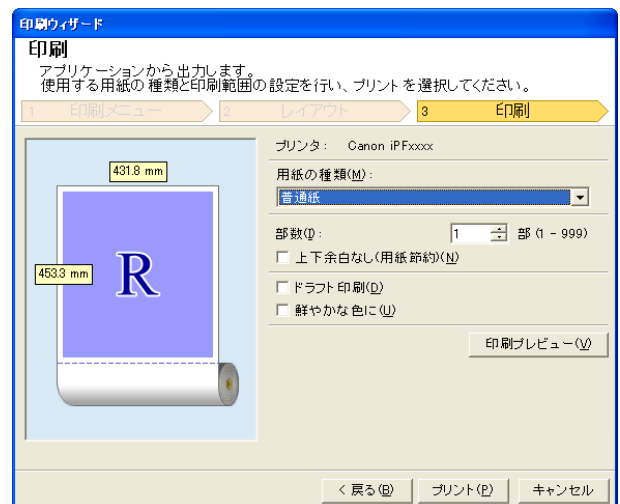 印刷ウィザード
印刷
アプリケーションから出力します。
使用する用紙の種類と印刷範囲の設定を行い、プリントを選択してください。
1 印刷メニュー 2 レイアウト 3 印刷
プリンタ： Canon iPFxxxx
431.8 mm
用紙の種類(M)：
普通紙
部数(I)： 1 部 (1 - 999)
上下余白なし(用紙節約)(N)
453.3 mm
R
ドラフト印刷(D)
鮮やかな色に(U)
印刷プレビュー(V)
< 戻る(B) プリント(P) キャンセル